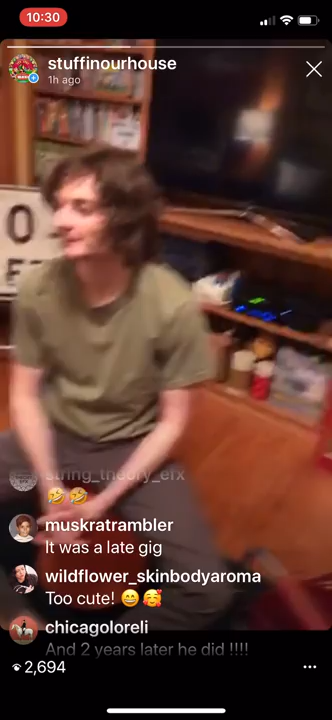 10:30
stuffinourhouse
1h ago
O
string_theory_efx
🤣🤣
muskratrambler
It was a late gig
wildflower_skinbodyaroma
Too cute! 😁🥰
chicagoloreli
And 2 years later he did !!!!
2,694